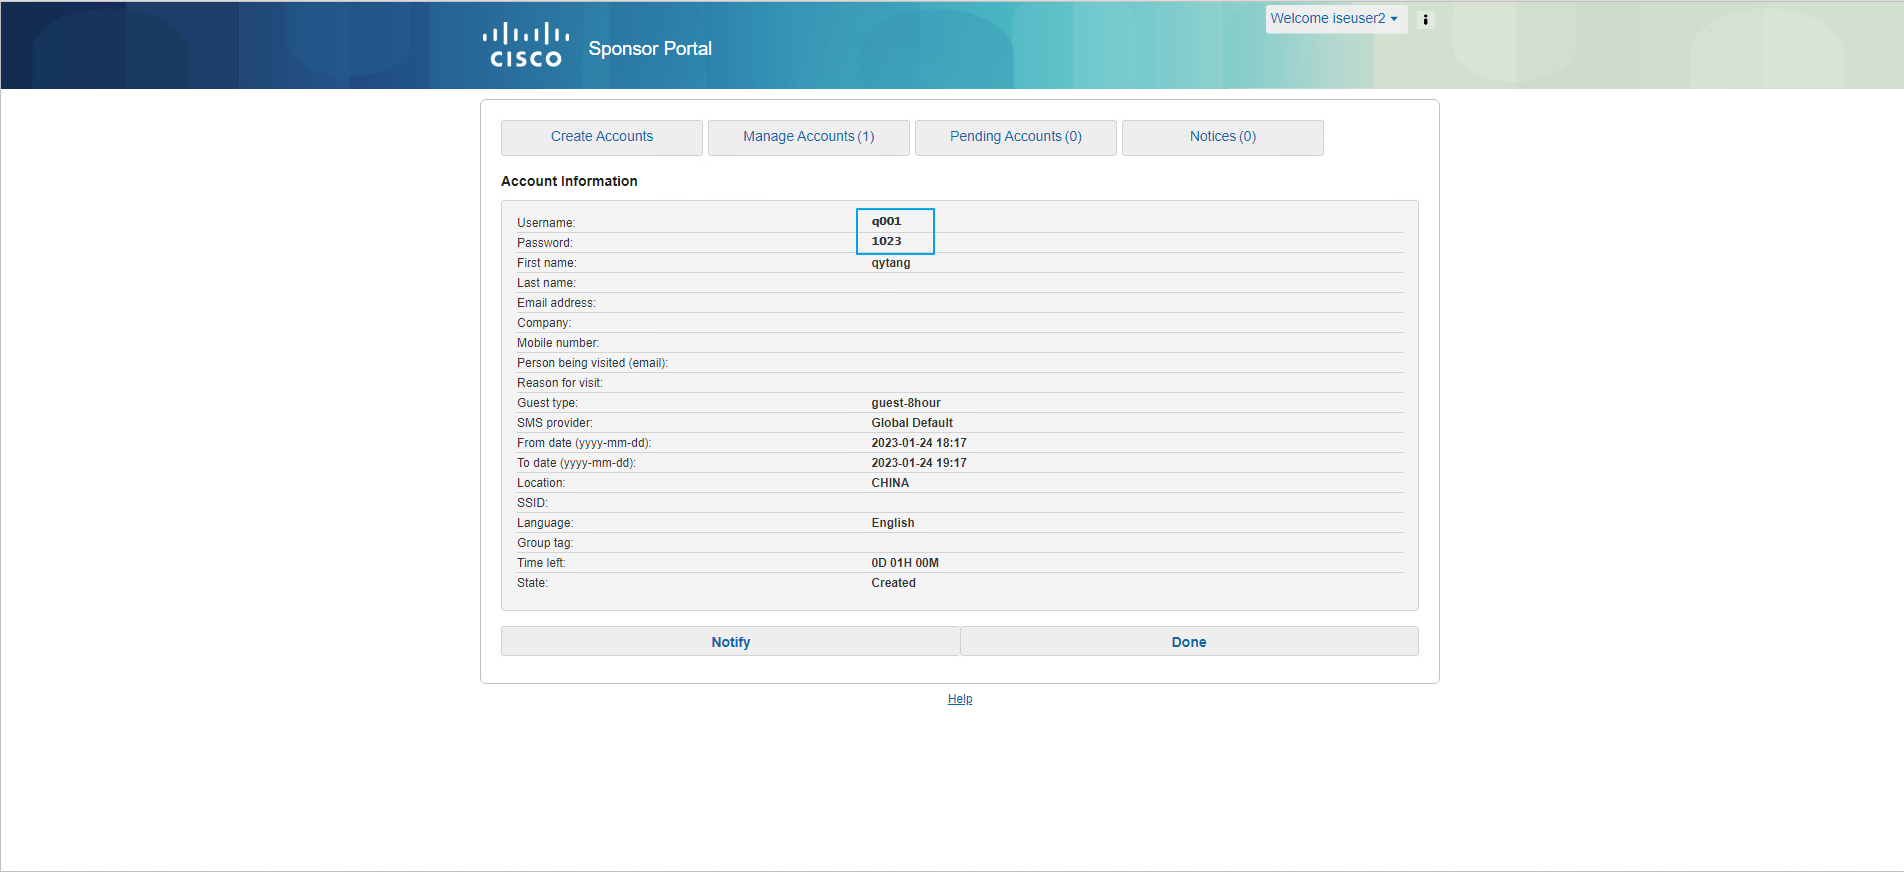 Welcome iseuser2
CISCO
Sponsor Portal
Create Accounts
Manage Accounts (1)
Pending Accounts (0)
Notices (0)
Account Information
Username: q001
Password: 1023
First name: qytang
Last name:
Email address:
Company:
Mobile number:
Person being visited (email):
Reason for visit:
Guest type: guest-8hour
SMS provider: Global Default
From date (yyyy-mm-dd): 2023-01-24 18:17
To date (yyyy-mm-dd): 2023-01-24 19:17
Location: CHINA
SSID:
Language: English
Group tag:
Time left: 0D 01H 00M
State: Created
Notify
Done
Help